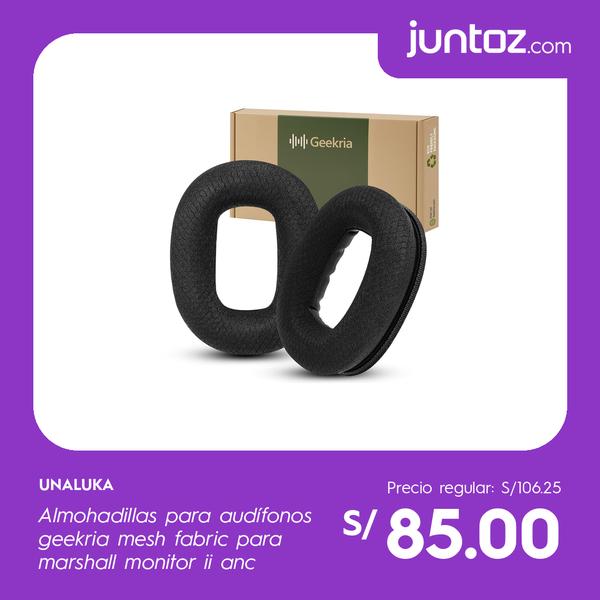 juntoz.com
Geekria
UNALUKA
Almohadillas para audífonos
geekria mesh fabric para
marshall monitor ii anc
Precio regular: S/106.25
S/ 85.00